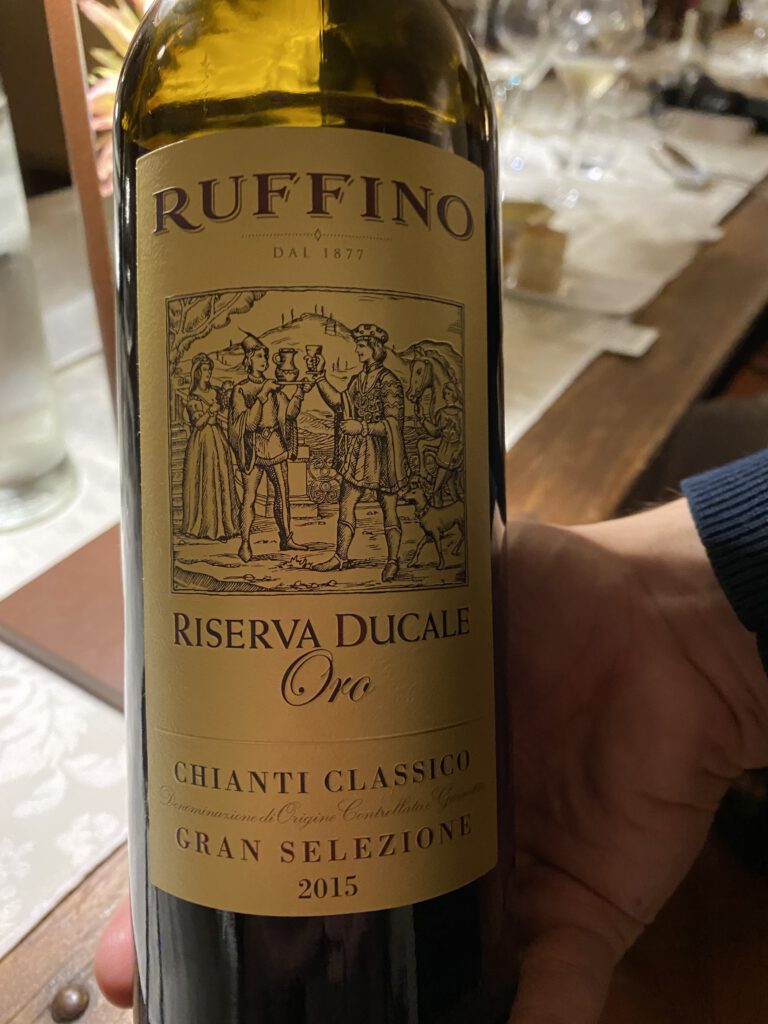 RUFFINO
DAL 1877
RISERVA DUCALE
Oro
CHIANTI CLASSICO
Denominazione di Origine Controllata e Garantita
GRAN SELEZIONE
2015